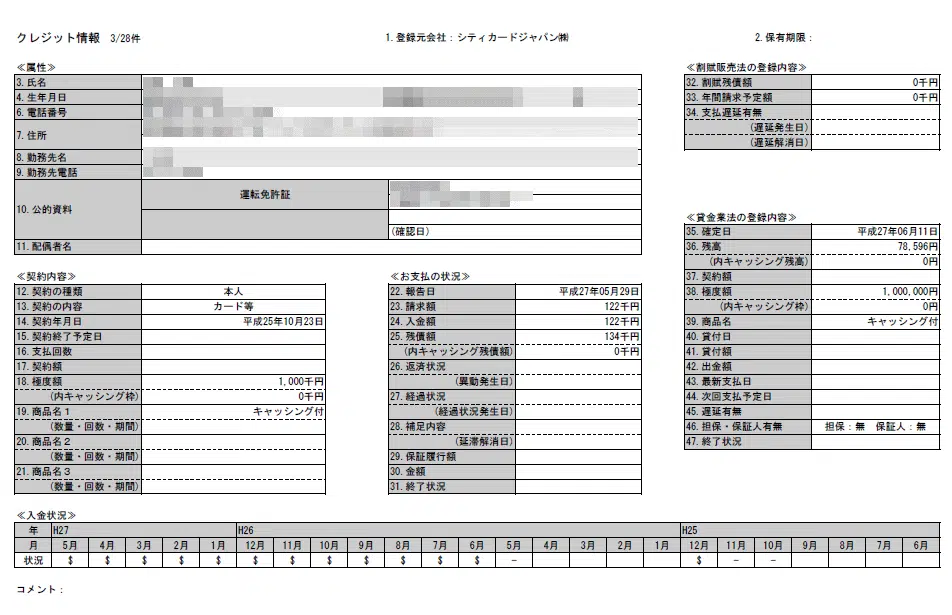 クレジット情報 3/28件 1.登録元会社：シティカードジャパン㈱ 2.保有期限：
≪属性≫
3.氏名
4.生年月日
6.電話番号
7.住所
8.勤務先名
9.勤務先電話
10.公的資料 運転免許証
(確認日)
11.配偶者名
≪割賦販売法の登録内容≫
32.割賦残債額 0千円
33.年間請求予定額 0千円
34.支払遅延有無
(遅延発生日)
(遅延解消日)
≪貸金業法の登録内容≫
35.確定日 平成27年06月11日
36.残高 78,596円
(内キャッシング残高) 0円
37.契約額
38.極度額 1,000,000円
(内キャッシング枠) 0円
39.商品名 キャッシング付
40.貸付日
41.貸付額
42.出金額
43.最新支払日
44.次回支払予定日
45.遅延有無
46.担保・保証人有無 担保：無 保証人：無
47.終了状況
≪契約内容≫
12.契約の種類 本人
13.契約の内容 カード等
14.契約年月日 平成25年10月23日
15.契約終了予定日
16.支払回数
17.契約額
18.極度額 1,000千円
(内キャッシング枠) 0千円
19.商品名１ キャッシング付
(数量・回数・期間)
20.商品名２
(数量・回数・期間)
21.商品名３
(数量・回数・期間)
≪お支払の状況≫
22.報告日 平成27年05月29日
23.請求額 122千円
24.入金額 122千円
25.残債額 134千円
(内キャッシング残債額) 0千円
26.返済状況
(異動発生日)
27.経過状況
(経過状況発生日)
28.補足内容
(延滞解消日)
29.保証履行額
30.金額
31.終了状況
≪入金状況≫
年 H27 H26 H25
月 5月 4月 3月 2月 1月 12月 11月 10月 9月 8月 7月 6月 5月 4月 3月 2月 1月 12月 11月 10月 9月 8月 7月 6月
状況 $ $ $ $ $ $ $ $ $ $ $ $ － $ － －
コメント：